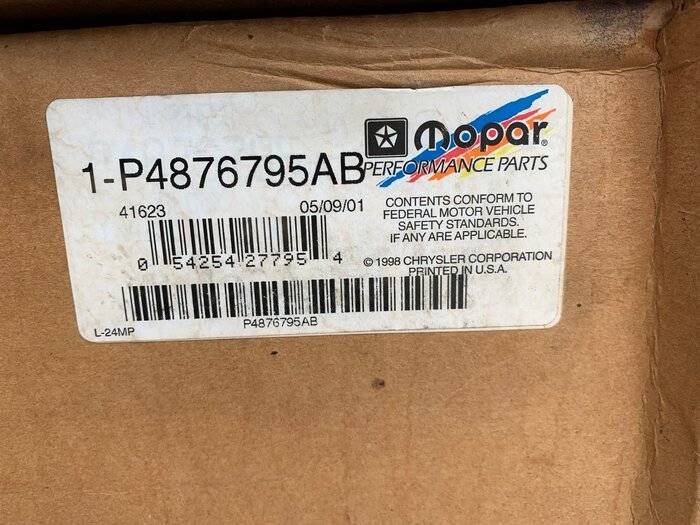 Mopar®
1-P4876795AB
PERFORMANCE PARTS
41623
05/09/01
CONTENTS CONFORM TO
FEDERAL MOTOR VEHICLE
SAFETY STANDARDS.
IF ANY ARE APPLICABLE.
0 54254 27795 4
© 1998 CHRYSLER CORPORATION
PRINTED IN U.S.A.
P4876795AB
L-24MP